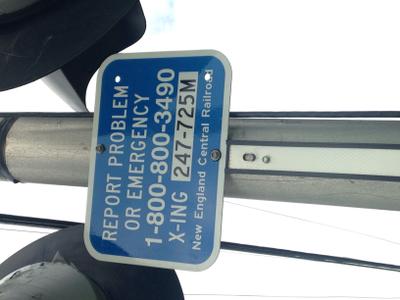 REPORT PROBLEM
OR EMERGENCY
1-800-800-3490
X-ING 247-725M
New England Central Railroad